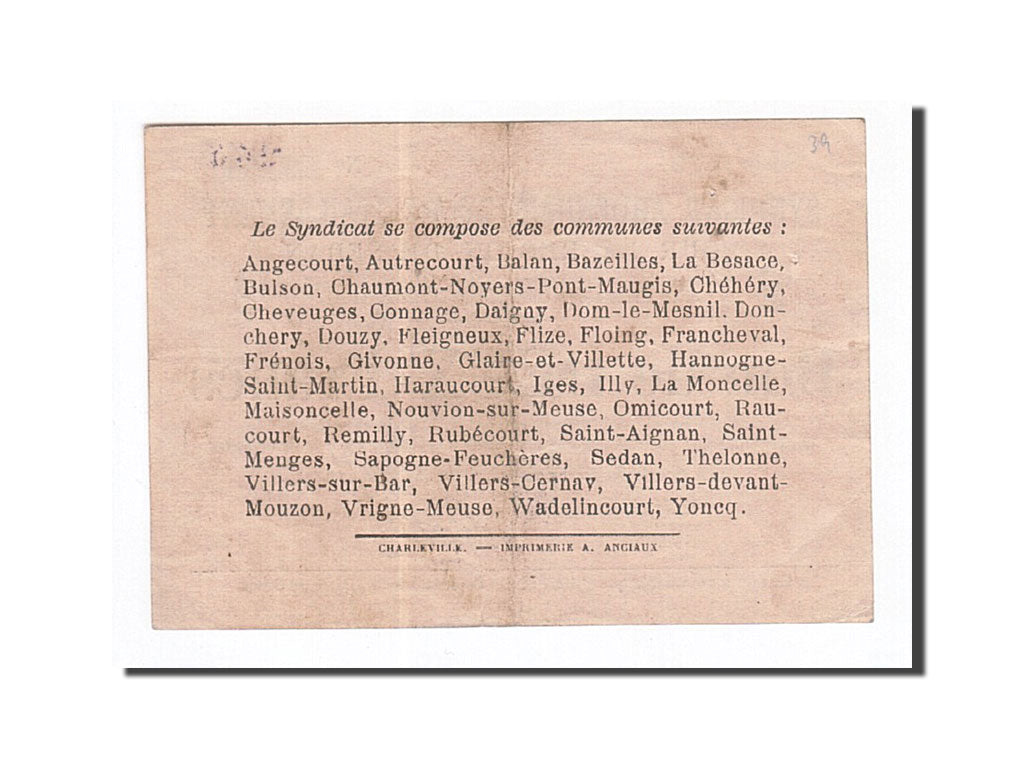 39
Le Syndicat se compose des communes suivantes :
Angecourt, Autrecourt, Balan, Bazeilles, La Besace,
Bulson, Chaumont-Noyers-Pont-Maugis, Chéhéry,
Cheveuges, Connage, Daigny, Dom-le-Mesnil. Don-
chery, Douzy, Fleigneux, Flize, Floing, Francheval,
Frénois, Givonne, Glaire-et-Villette, Hannogne-
Saint-Martin, Haraucourt, Iges, Illy, La Moncelle,
Maisoncelle, Nouvion-sur-Meuse, Omicourt, Rau-
court, Remilly, Rubécourt, Saint-Aignan, Saint-
Menges, Sapogne-Feuchères, Sedan, Thelonne,
Villers-sur-Bar, Villers-Cernay, Villers-devant-
Mouzon, Vrigne-Meuse, Wadelincourt, Yoncq.
CHARLEVILLE. — IMPRIMERIE A. ANCIAUX